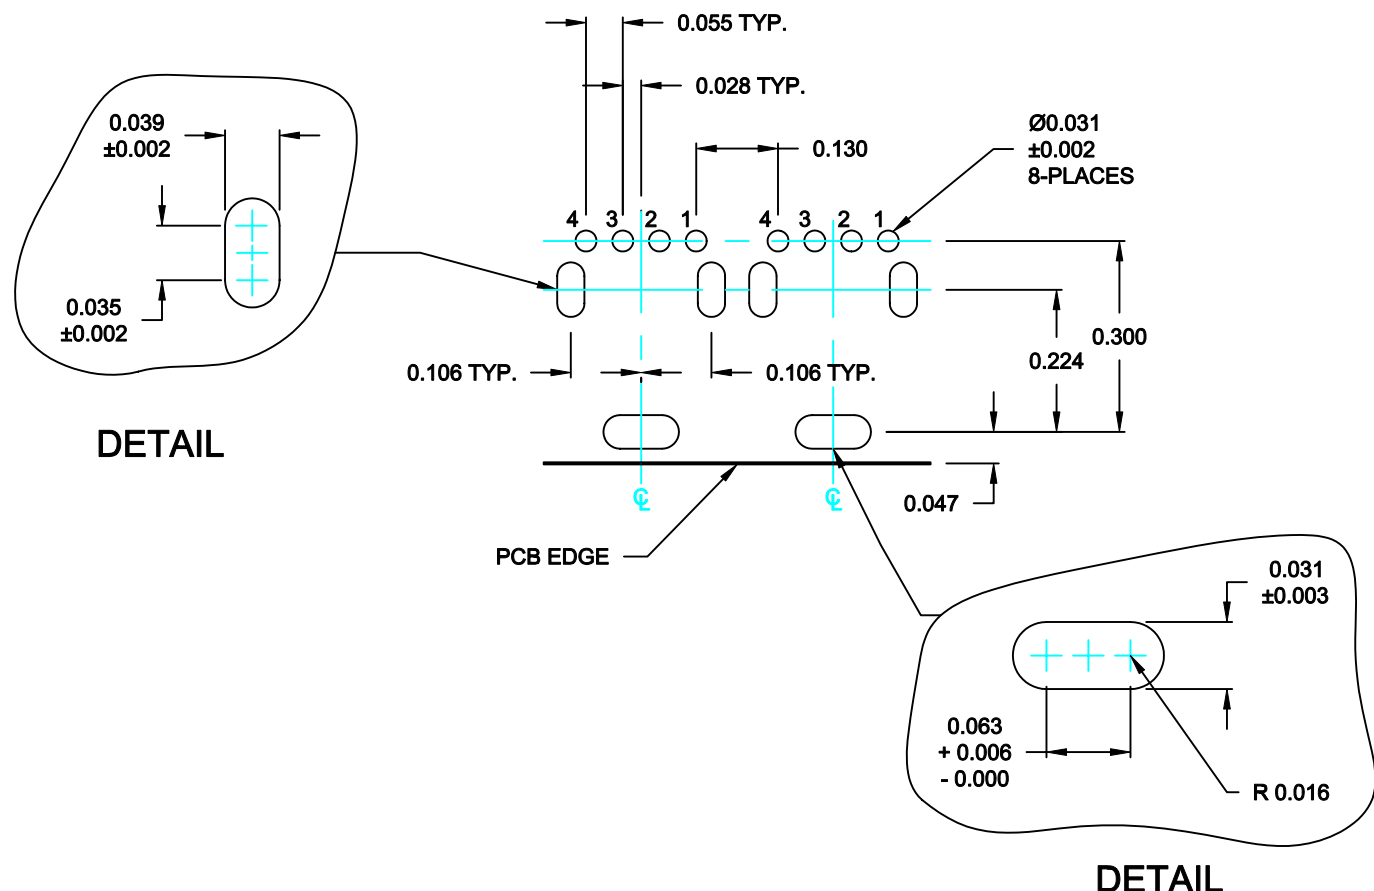 0.055 TYP.
0.028 TYP.
0.039
±0.002
0.130
Ø0.031
±0.002
8-PLACES
4 3 2 1 4 3 2 1
0.035
±0.002
0.300
0.224
0.106 TYP.
0.106 TYP.
DETAIL
℄ ℄
0.047
PCB EDGE
0.031
±0.003
0.063
+ 0.006
- 0.000
R 0.016
DETAIL